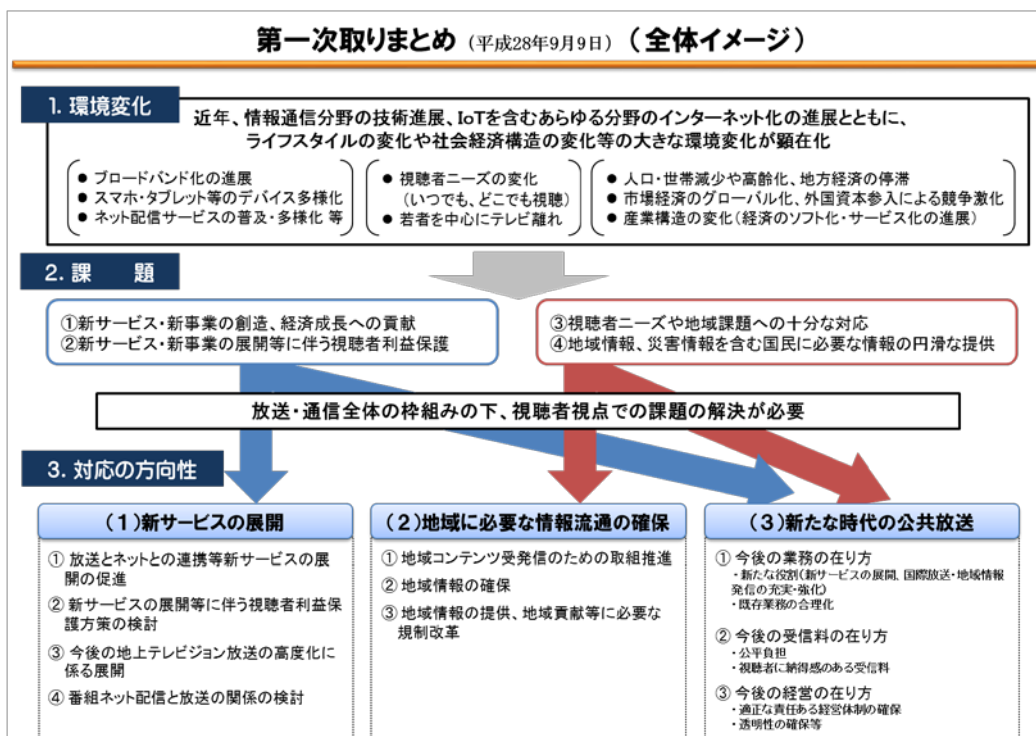 第一次取りまとめ（平成28年9月9日）（全体イメージ）
1. 環境変化
近年、情報通信分野の技術進展、IoTを含むあらゆる分野のインターネット化の進展とともに、
ライフスタイルの変化や社会経済構造の変化等の大きな環境変化が顕在化
● ブロードバンド化の進展
● スマホ・タブレット等のデバイス多様化
● ネット配信サービスの普及・多様化 等
● 視聴者ニーズの変化
（いつでも、どこでも視聴）
● 若者を中心にテレビ離れ
● 人口・世帯減少や高齢化、地方経済の停滞
● 市場経済のグローバル化、外国資本参入による競争激化
● 産業構造の変化（経済のソフト化・サービス化の進展）
2. 課　題
①新サービス・新事業の創造、経済成長への貢献
②新サービス・新事業の展開等に伴う視聴者利益保護
③視聴者ニーズや地域課題への十分な対応
④地域情報、災害情報を含む国民に必要な情報の円滑な提供
放送・通信全体の枠組みの下、視聴者視点での課題の解決が必要
3. 対応の方向性
（１）新サービスの展開
① 放送とネットとの連携等新サービスの展
開の促進
② 新サービスの展開等に伴う視聴者利益保
護方策の検討
③ 今後の地上テレビジョン放送の高度化に
係る展開
④ 番組ネット配信と放送の関係の検討
（２）地域に必要な情報流通の確保
① 地域コンテンツ受発信のための取組推進
② 地域情報の確保
③ 地域情報の提供、地域貢献等に必要な
規制改革
（３）新たな時代の公共放送
① 今後の業務の在り方
・新たな役割（新サービスの展開、国際放送・地域情報
発信の充実・強化）
・既存業務の合理化
② 今後の受信料の在り方
・公平負担
・視聴者に納得感のある受信料
③ 今後の経営の在り方
・適正な責任ある経営体制の確保
・透明性の確保等